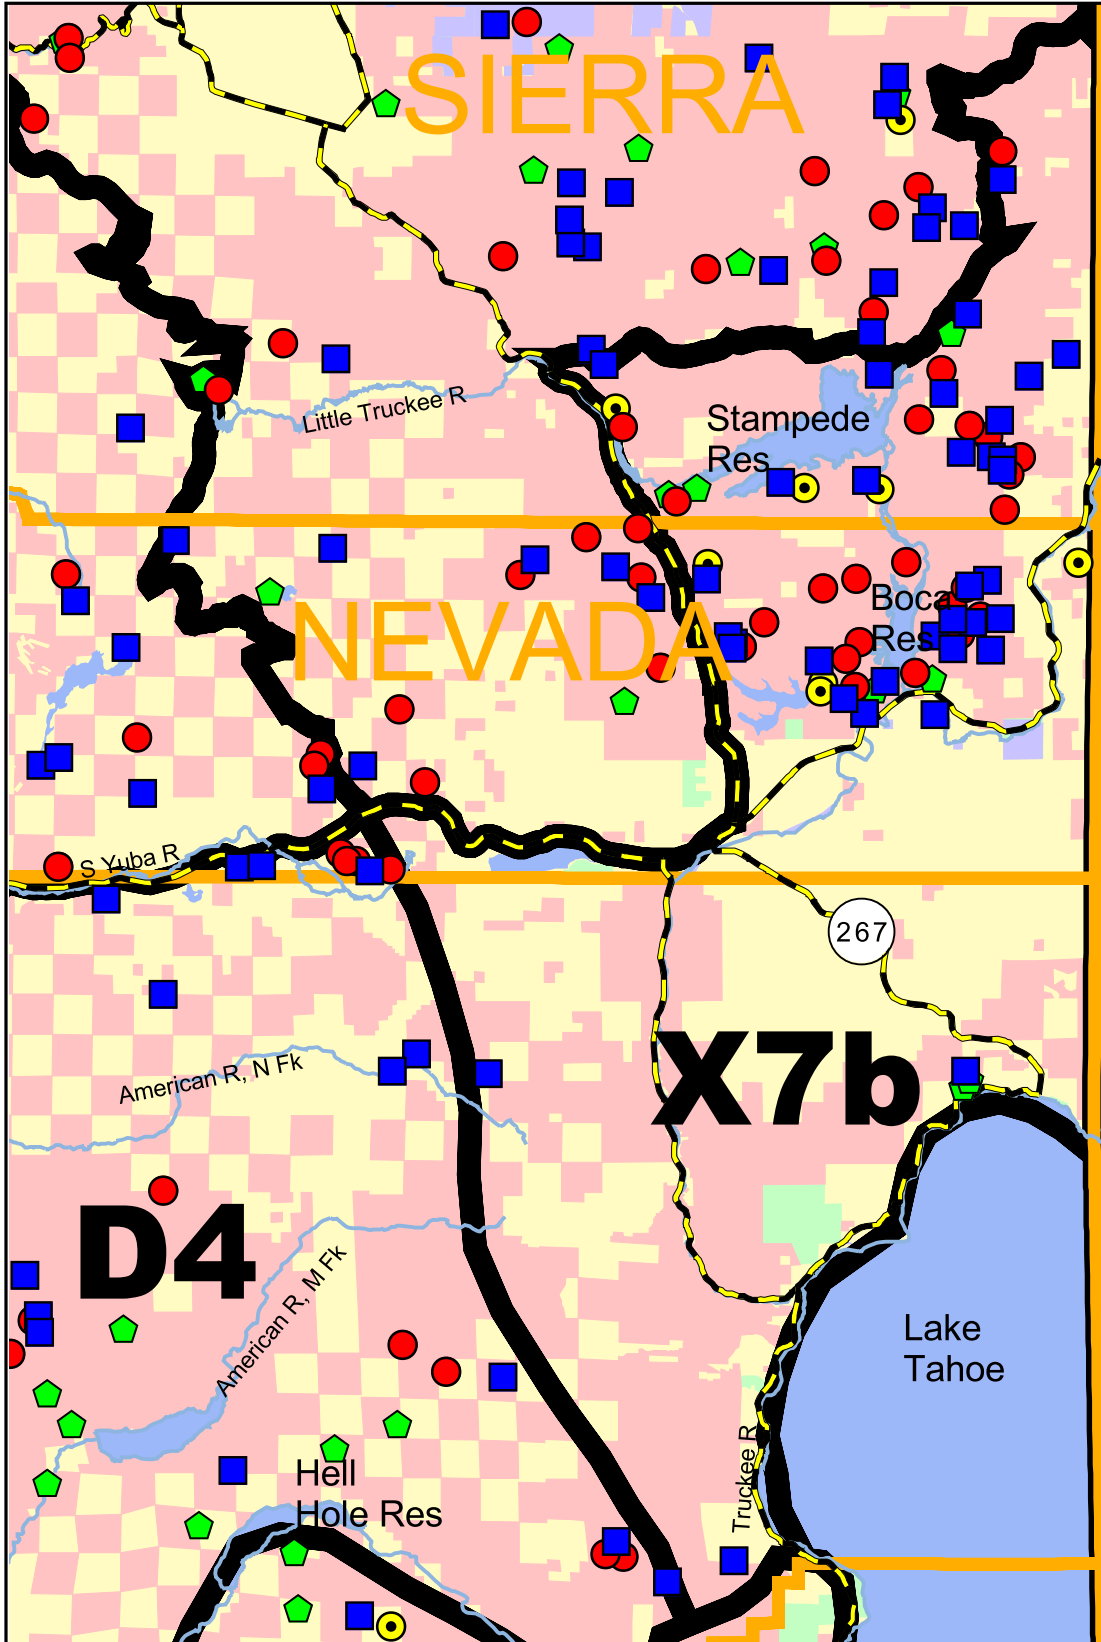 SIERRA
Little Truckee R
Stampede
Res
NEVADA
Boca
Res
S Yuba R
267
American R, N Fk
X7b
D4
American R, M Fk
Lake
Tahoe
Truckee R
Hell
Hole Res